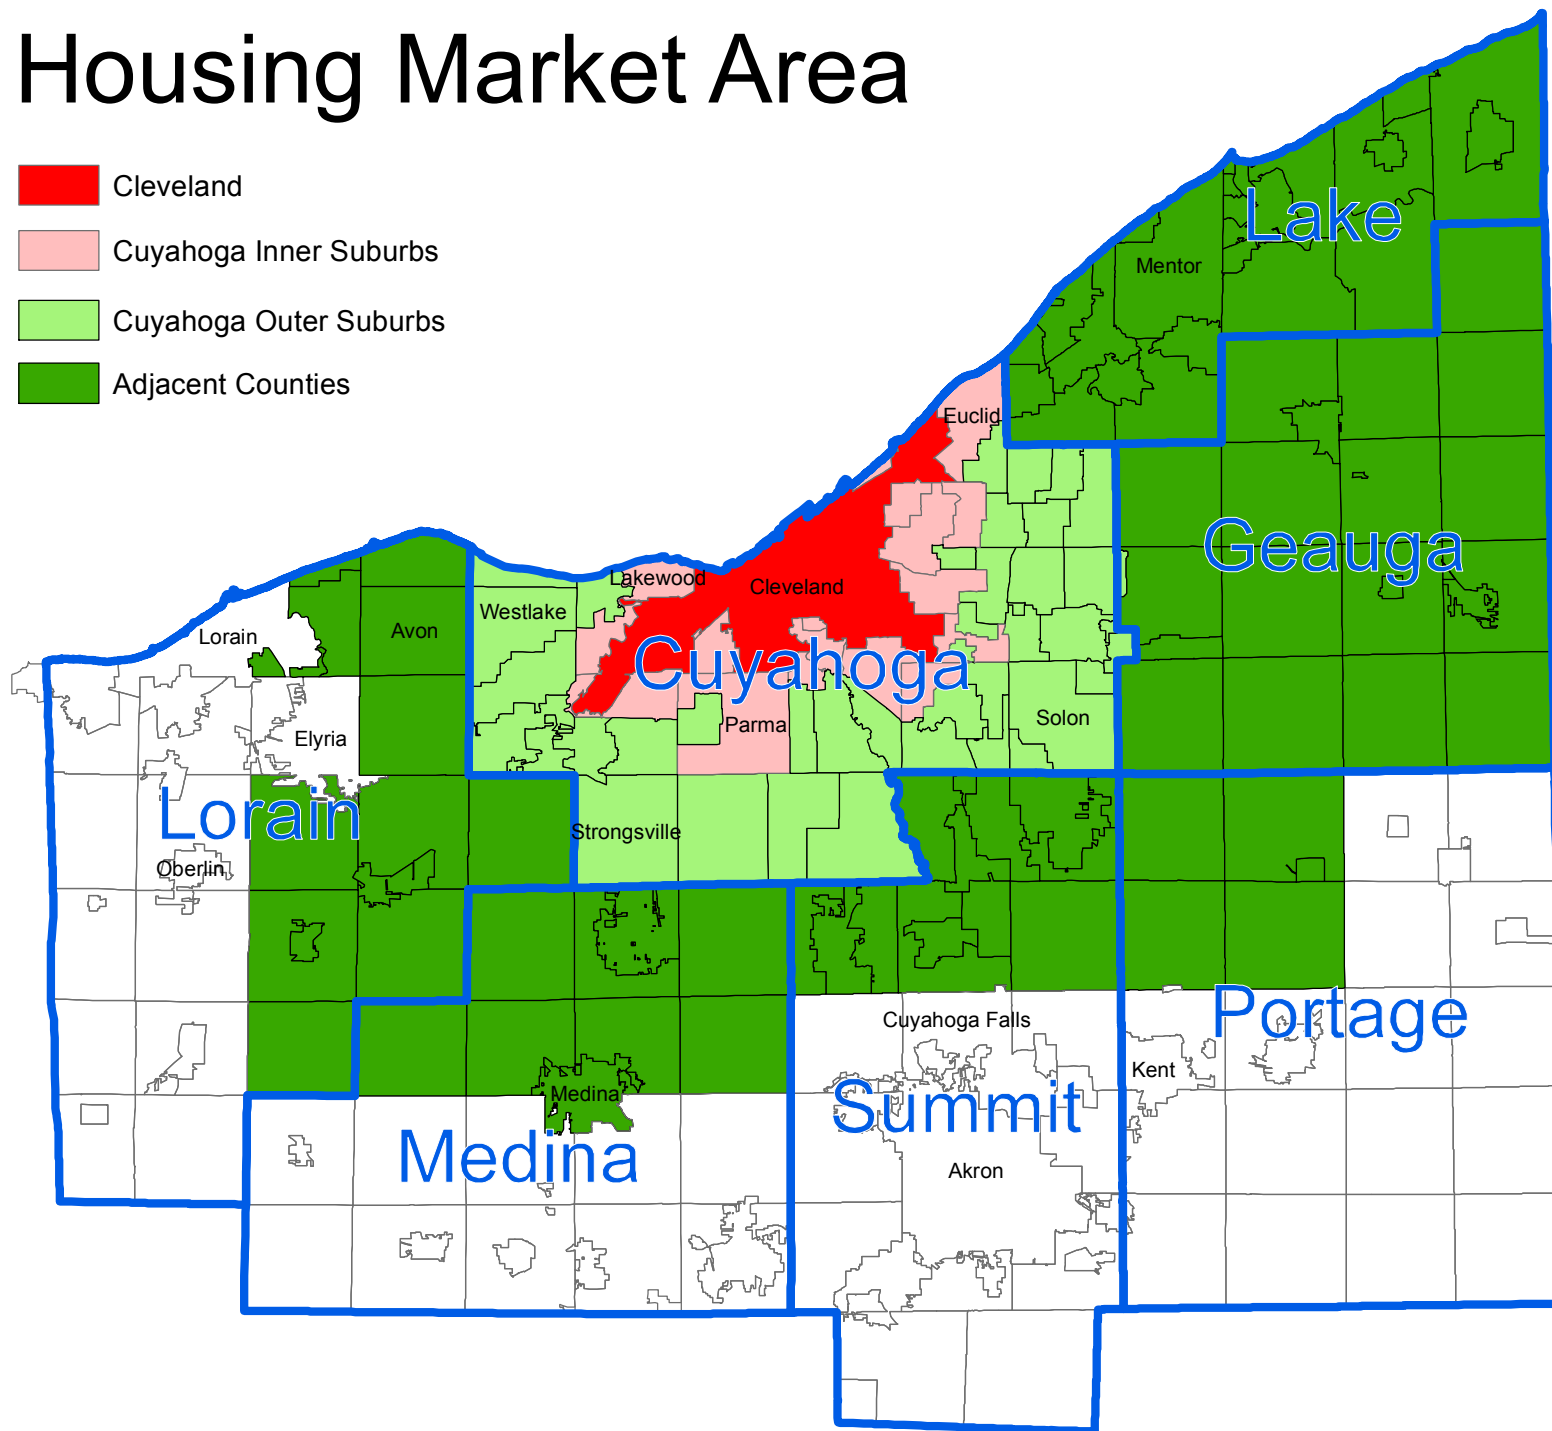 Housing Market Area
Cleveland
Cuyahoga Inner Suburbs
Cuyahoga Outer Suburbs
Adjacent Counties
Lake
Mentor
Euclid
Geauga
Lakewood
Cleveland
Westlake
Avon
Lorain
Cuyahoga
Solon
Parma
Elyria
Lorain
Strongsville
Oberlin
Portage
Cuyahoga Falls
Kent
Medina
Summit
Medina
Akron